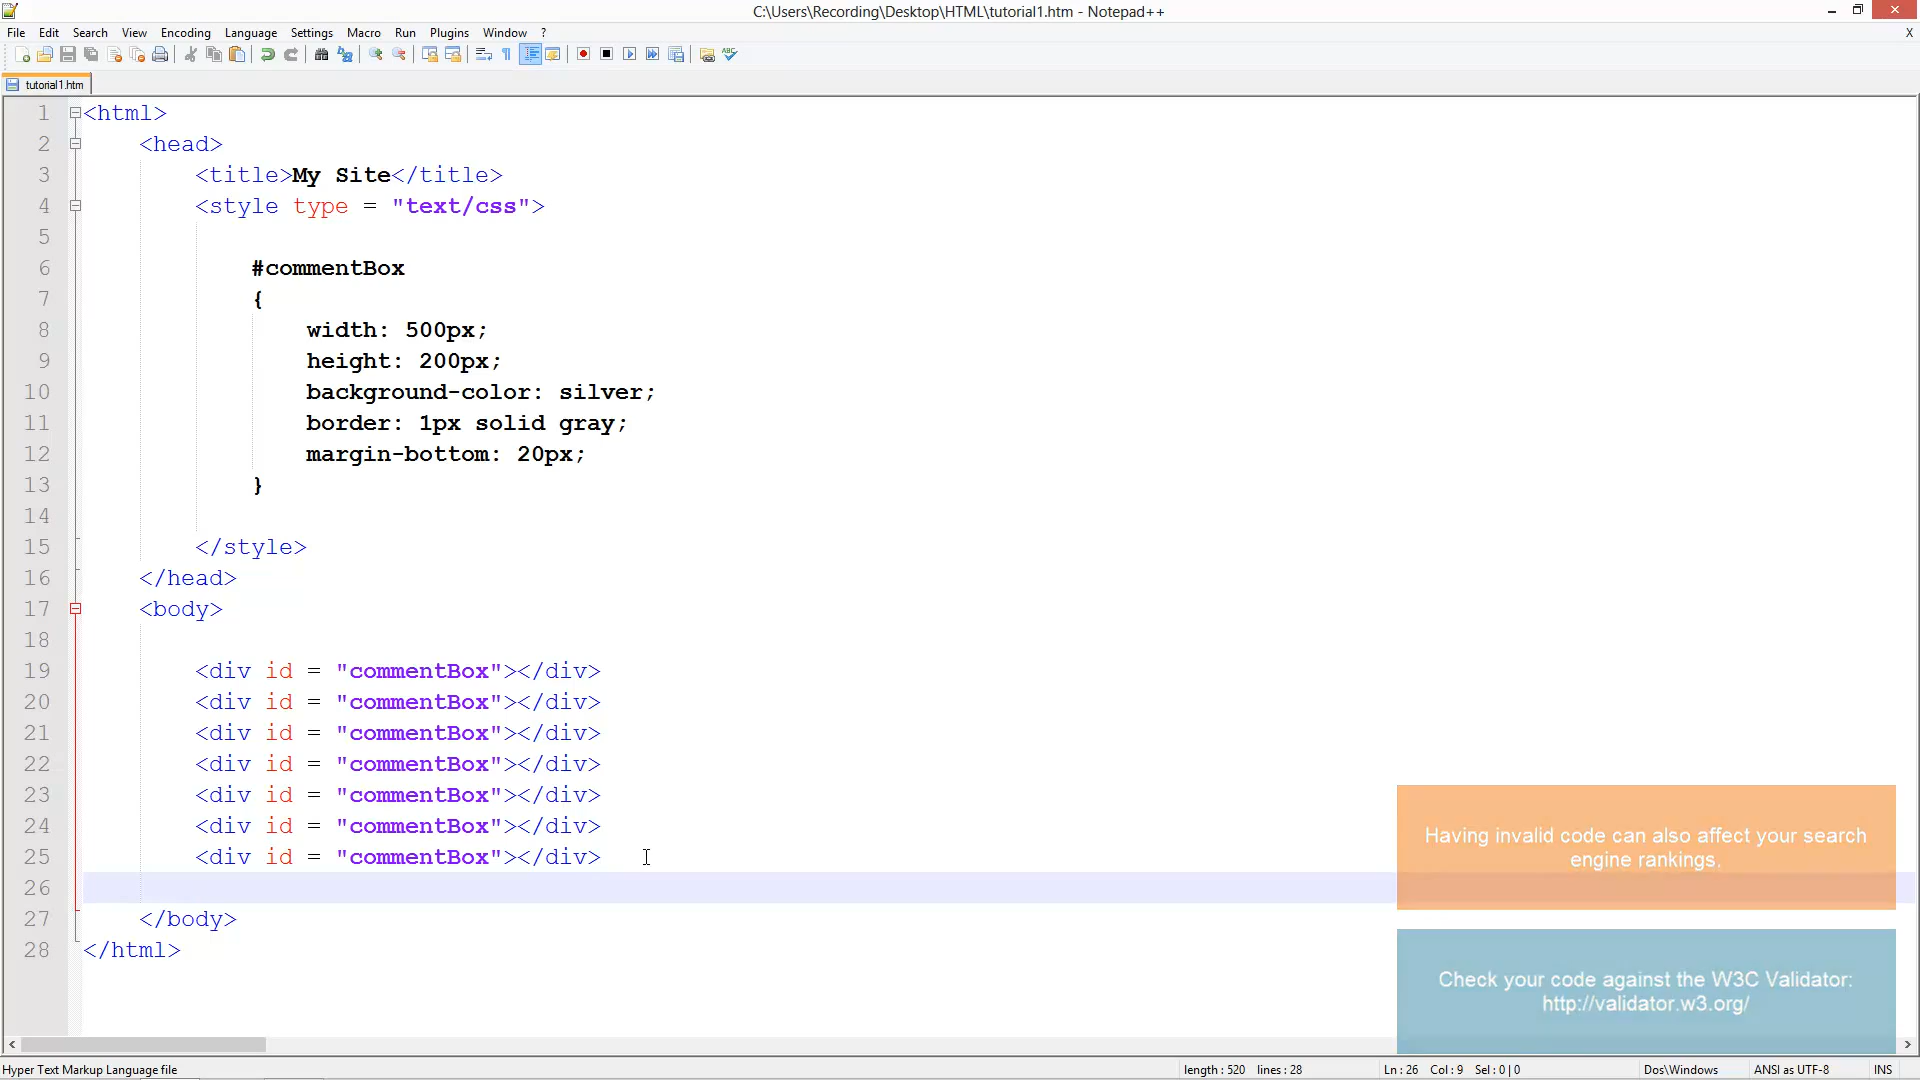 C:\Users\Recording\Desktop\HTML\tutorial1.htm - Notepad++
File Edit Search View Encoding Language Settings Macro Run Plugins Window ? X
tutorial1.htm
1 <html>
2 <head>
3 <title>My Site</title>
4 <style type = "text/css">
5
6 #commentBox
7 {
8 width: 500px;
9 height: 200px;
10 background-color: silver;
11 border: 1px solid gray;
12 margin-bottom: 20px;
13 }
14
15 </style>
16 </head>
17 <body>
18
19 <div id = "commentBox"></div>
20 <div id = "commentBox"></div>
21 <div id = "commentBox"></div>
22 <div id = "commentBox"></div>
23 <div id = "commentBox"></div>
24 <div id = "commentBox"></div>
25 <div id = "commentBox"></div>
26
27 </body>
28 </html>
Having invalid code can also affect your search
engine rankings.
Check your code against the W3C Validator:
http://validator.w3.org/
Hyper Text Markup Language file length : 520 lines : 28 Ln : 26 Col : 9 Sel : 0 | 0 Dos\Windows ANSI as UTF-8 INS